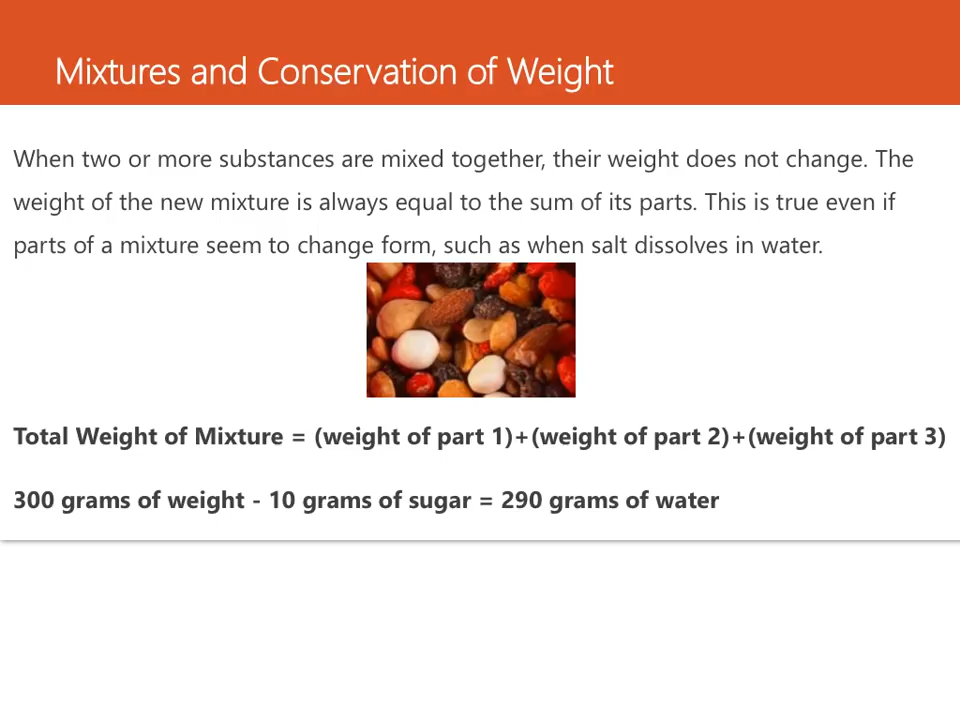 Mixtures and Conservation of Weight
When two or more substances are mixed together, their weight does not change. The
weight of the new mixture is always equal to the sum of its parts. This is true even if
parts of a mixture seem to change form, such as when salt dissolves in water.
Total Weight of Mixture = (weight of part 1)+(weight of part 2)+(weight of part 3)
300 grams of weight - 10 grams of sugar = 290 grams of water